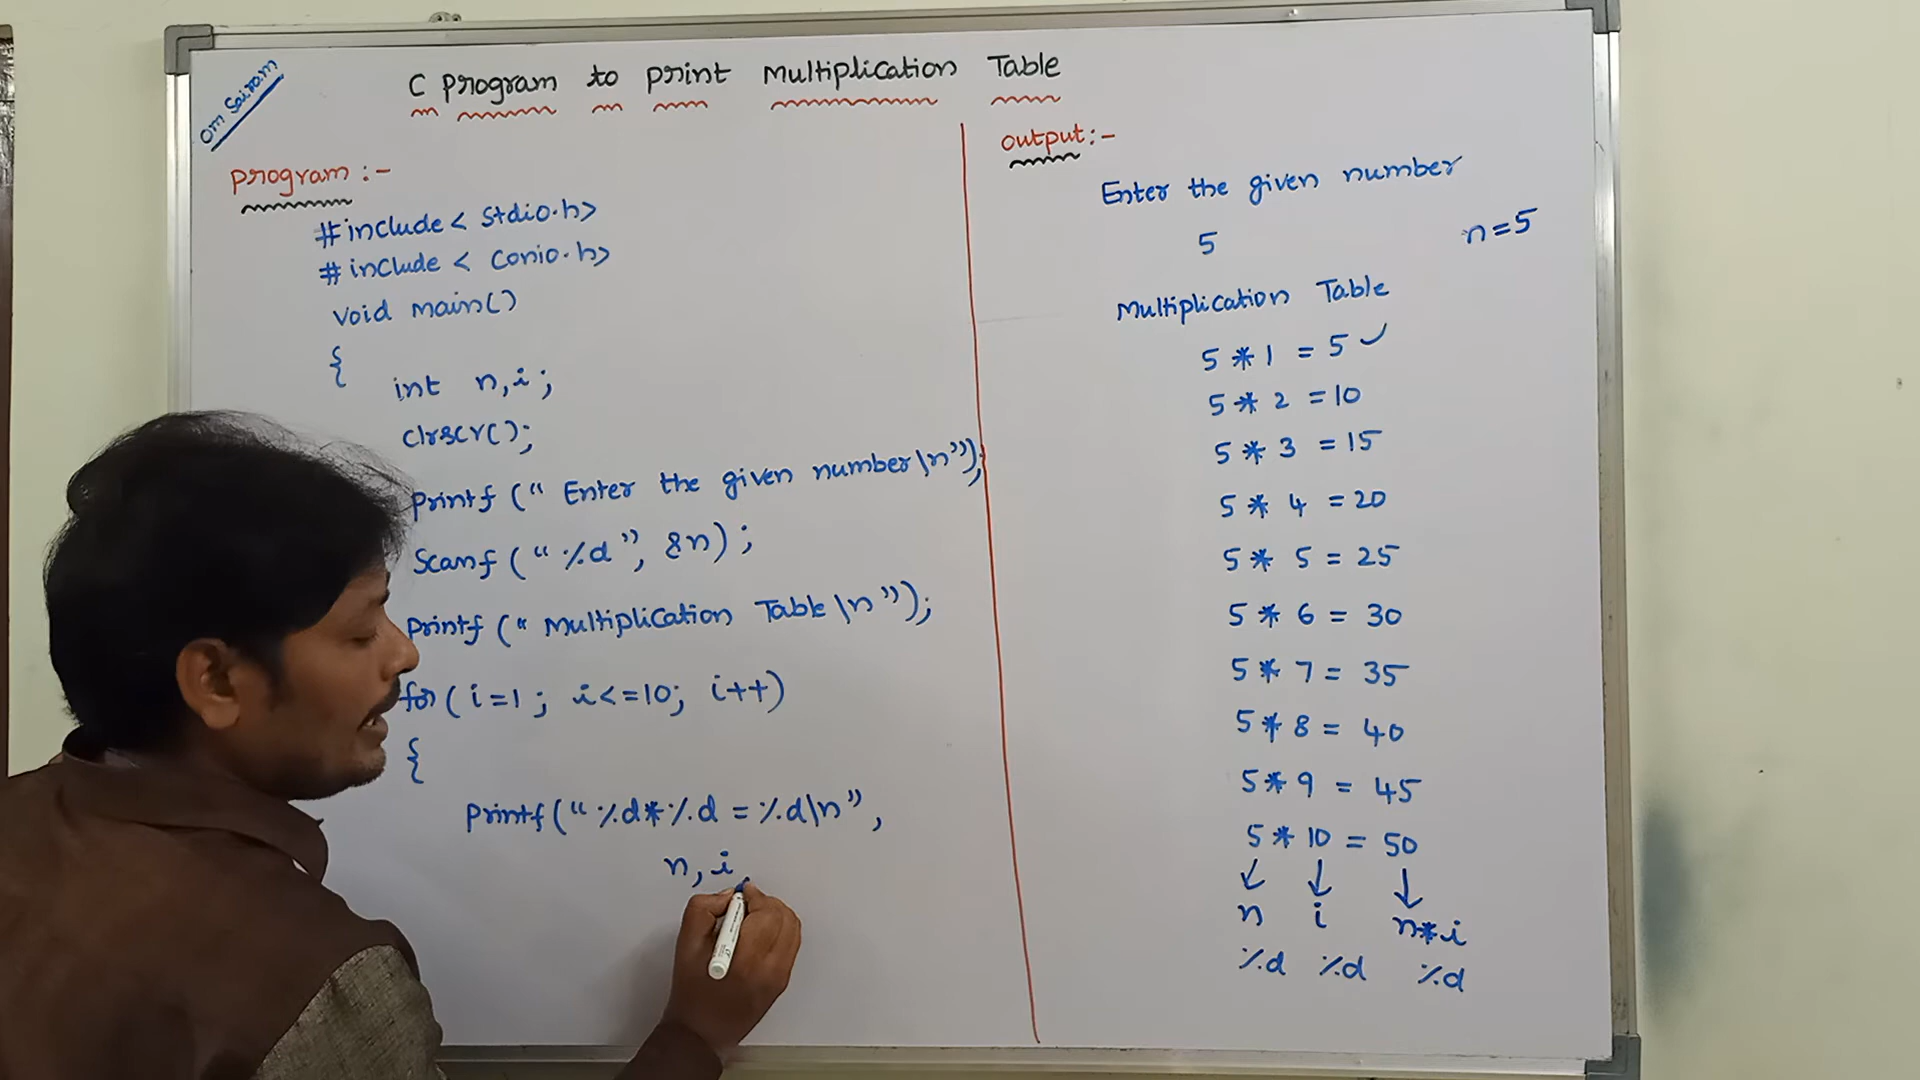 Om Sairam
C program to print Multiplication Table
program :-
#include < stdio.h>
#include < conio.h>
void main()
{
int n,i;
clrscr();
printf (" Enter the given number\n");
Scanf (" %d", &n);
printf (" Multiplication Table \n");
for ( i=1; i<=10; i++)
{
printf(" %d*%d = %d\n",
n, i,
output:-
Enter the given number
5
n=5
Multiplication Table
5 * 1 = 5 ✓
5 * 2 = 10
5 * 3 = 15
5 * 4 = 20
5 * 5 = 25
5 * 6 = 30
5 * 7 = 35
5 * 8 = 40
5 * 9 = 45
5 * 10 = 50
↓ ↓ ↓
n i n*i
%d %d %d